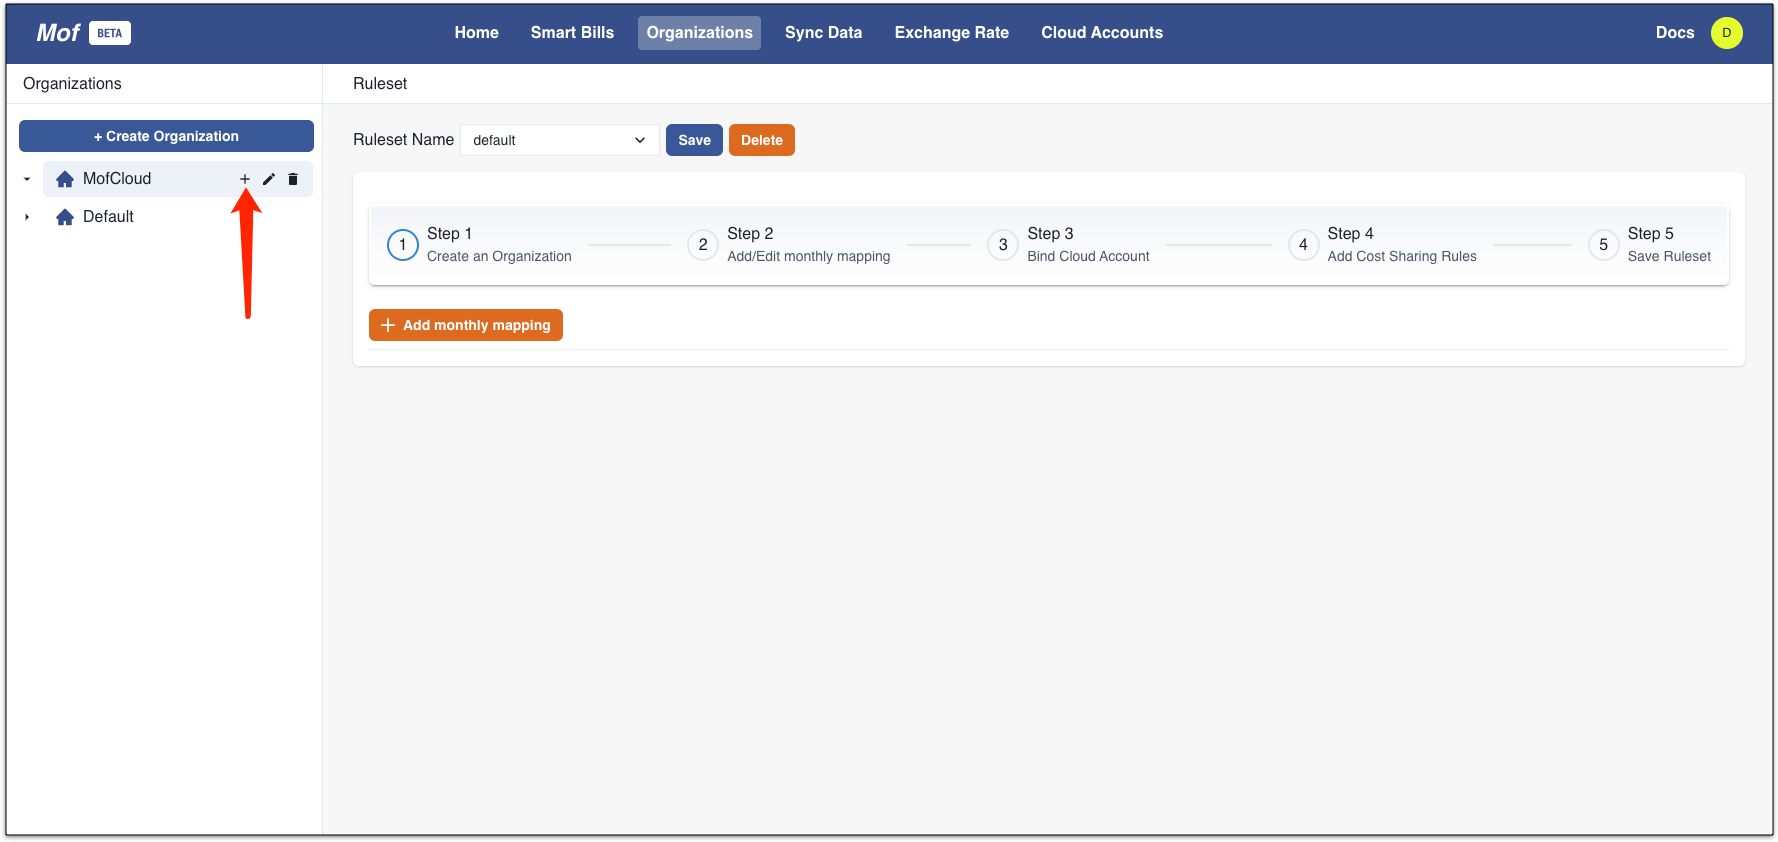 Mof BETA Home Smart Bills Organizations Sync Data Exchange Rate Cloud Accounts Docs D
Organizations
Ruleset
+ Create Organization
MofCloud
Default
Ruleset Name default Save Delete
1 Step 1
Create an Organization
2 Step 2
Add/Edit monthly mapping
3 Step 3
Bind Cloud Account
4 Step 4
Add Cost Sharing Rules
5 Step 5
Save Ruleset
+ Add monthly mapping